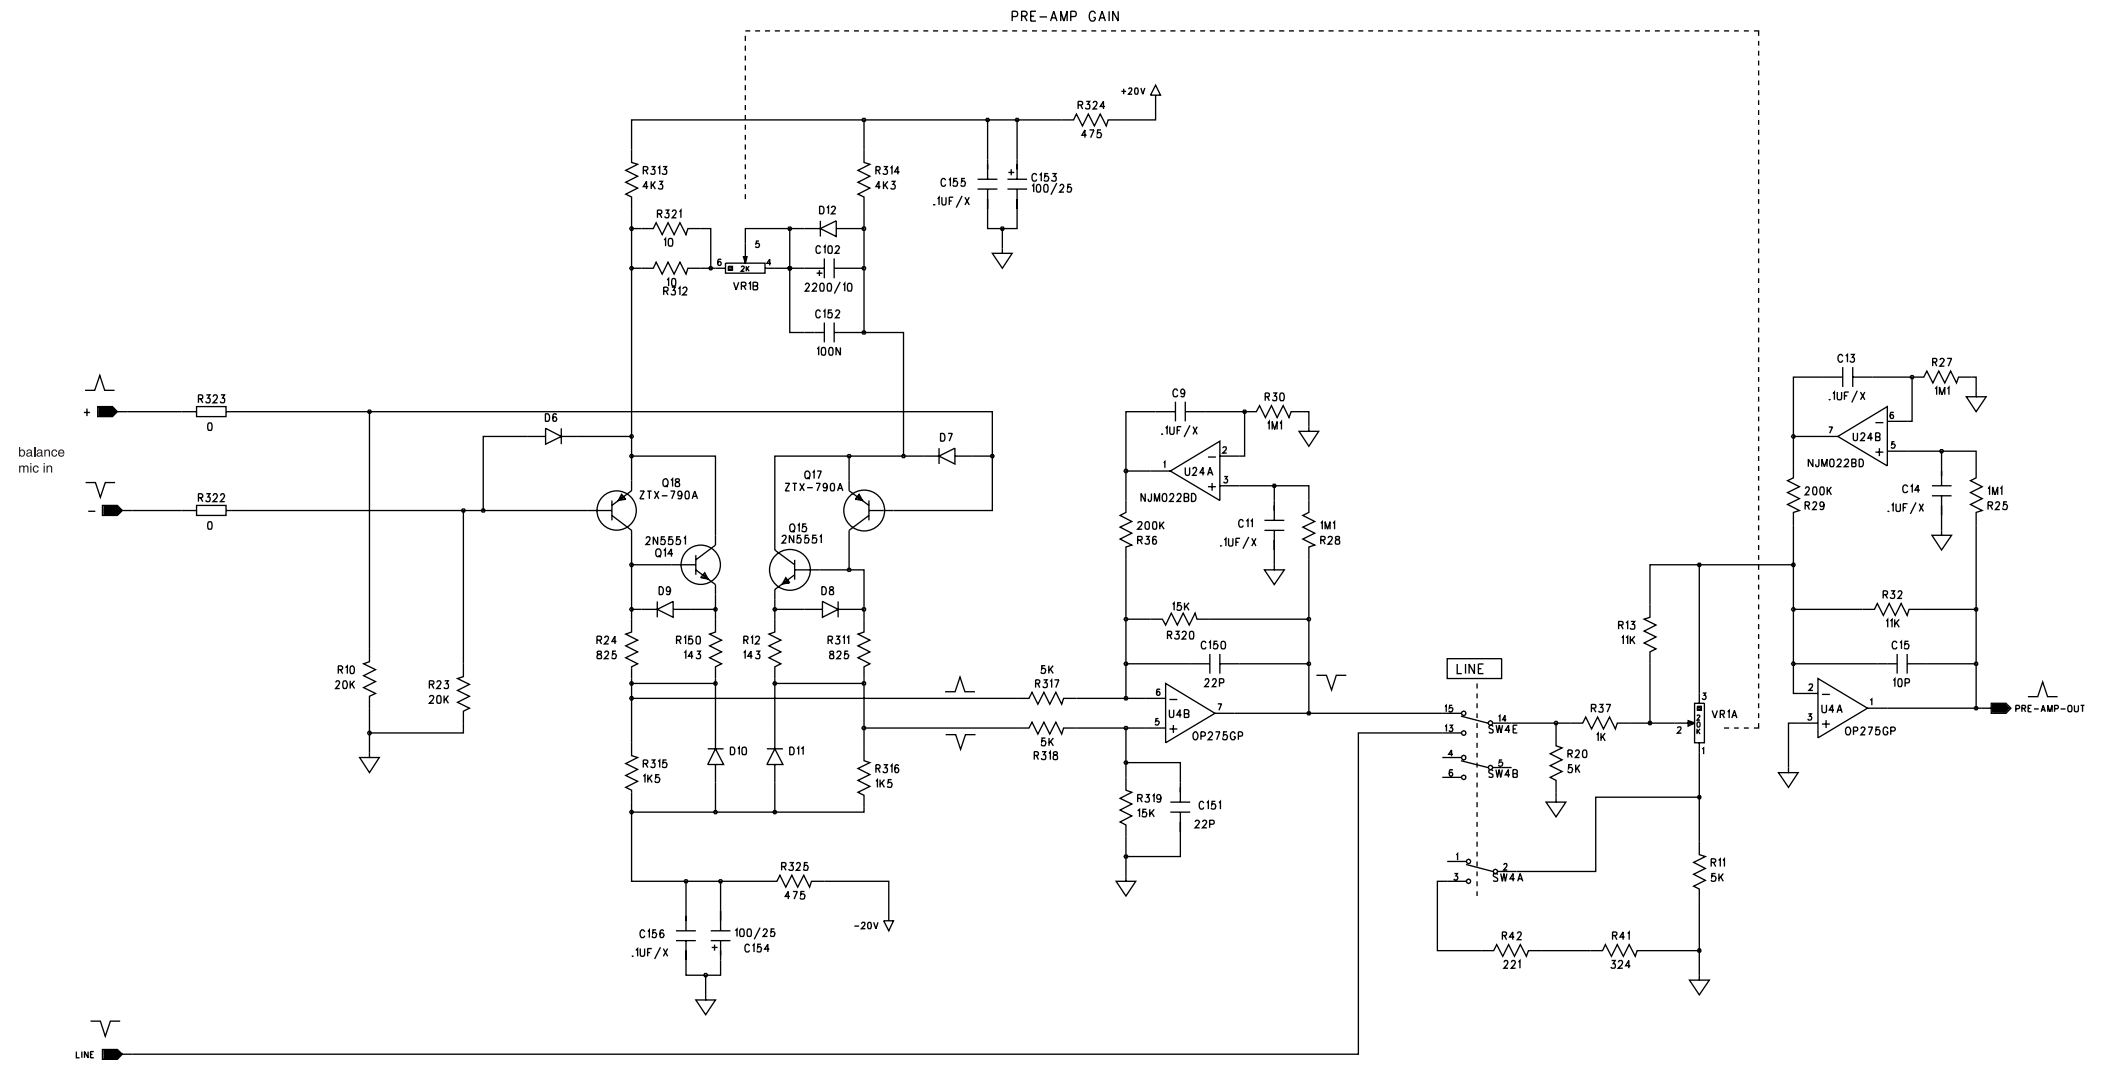 PRE-AMP GAIN
+20V
R324
475
R313
4K3
R314
4K3
C155
.1UF/X
+
C153
100/25
R321
10
D12
5
C102
6
2K
4
+
10
R312
VR1B
2200/10
C152
100N
+
R323
0
balance
mic in
-
R322
0
D6
D7
Q18
ZTX-790A
Q17
ZTX-790A
2N5551
Q14
Q15
2N5551
D9
D8
R24
825
R150
143
R12
143
R311
825
R10
20K
R23
20K
D10
D11
R315
1K5
R316
1K5
R325
475
-20V
C156
.1UF/X
100/25
+
C154
C9
.1UF/X
R30
1M1
1
U24A
-
2
+
3
NJM022BD
200K
R36
C11
.1UF/X
1M1
R28
15K
R320
C150
22P
5K
R317
5K
R318
6
-
5
+
U4B
7
OP275GP
R319
15K
C151
22P
LINE
15
14
13
SW4E
4
5
6
SW4B
1
2
3
SW4A
R20
5K
R37
1K
R13
11K
3
20K
2
1
VR1A
R11
5K
R42
221
R41
324
C13
.1UF/X
R27
1M1
7
U24B
-
6
+
5
NJM022BD
200K
R29
C14
.1UF/X
1M1
R25
R32
11K
C15
10P
2
-
3
+
U4A
1
OP275GP
PRE-AMP-OUT
LINE